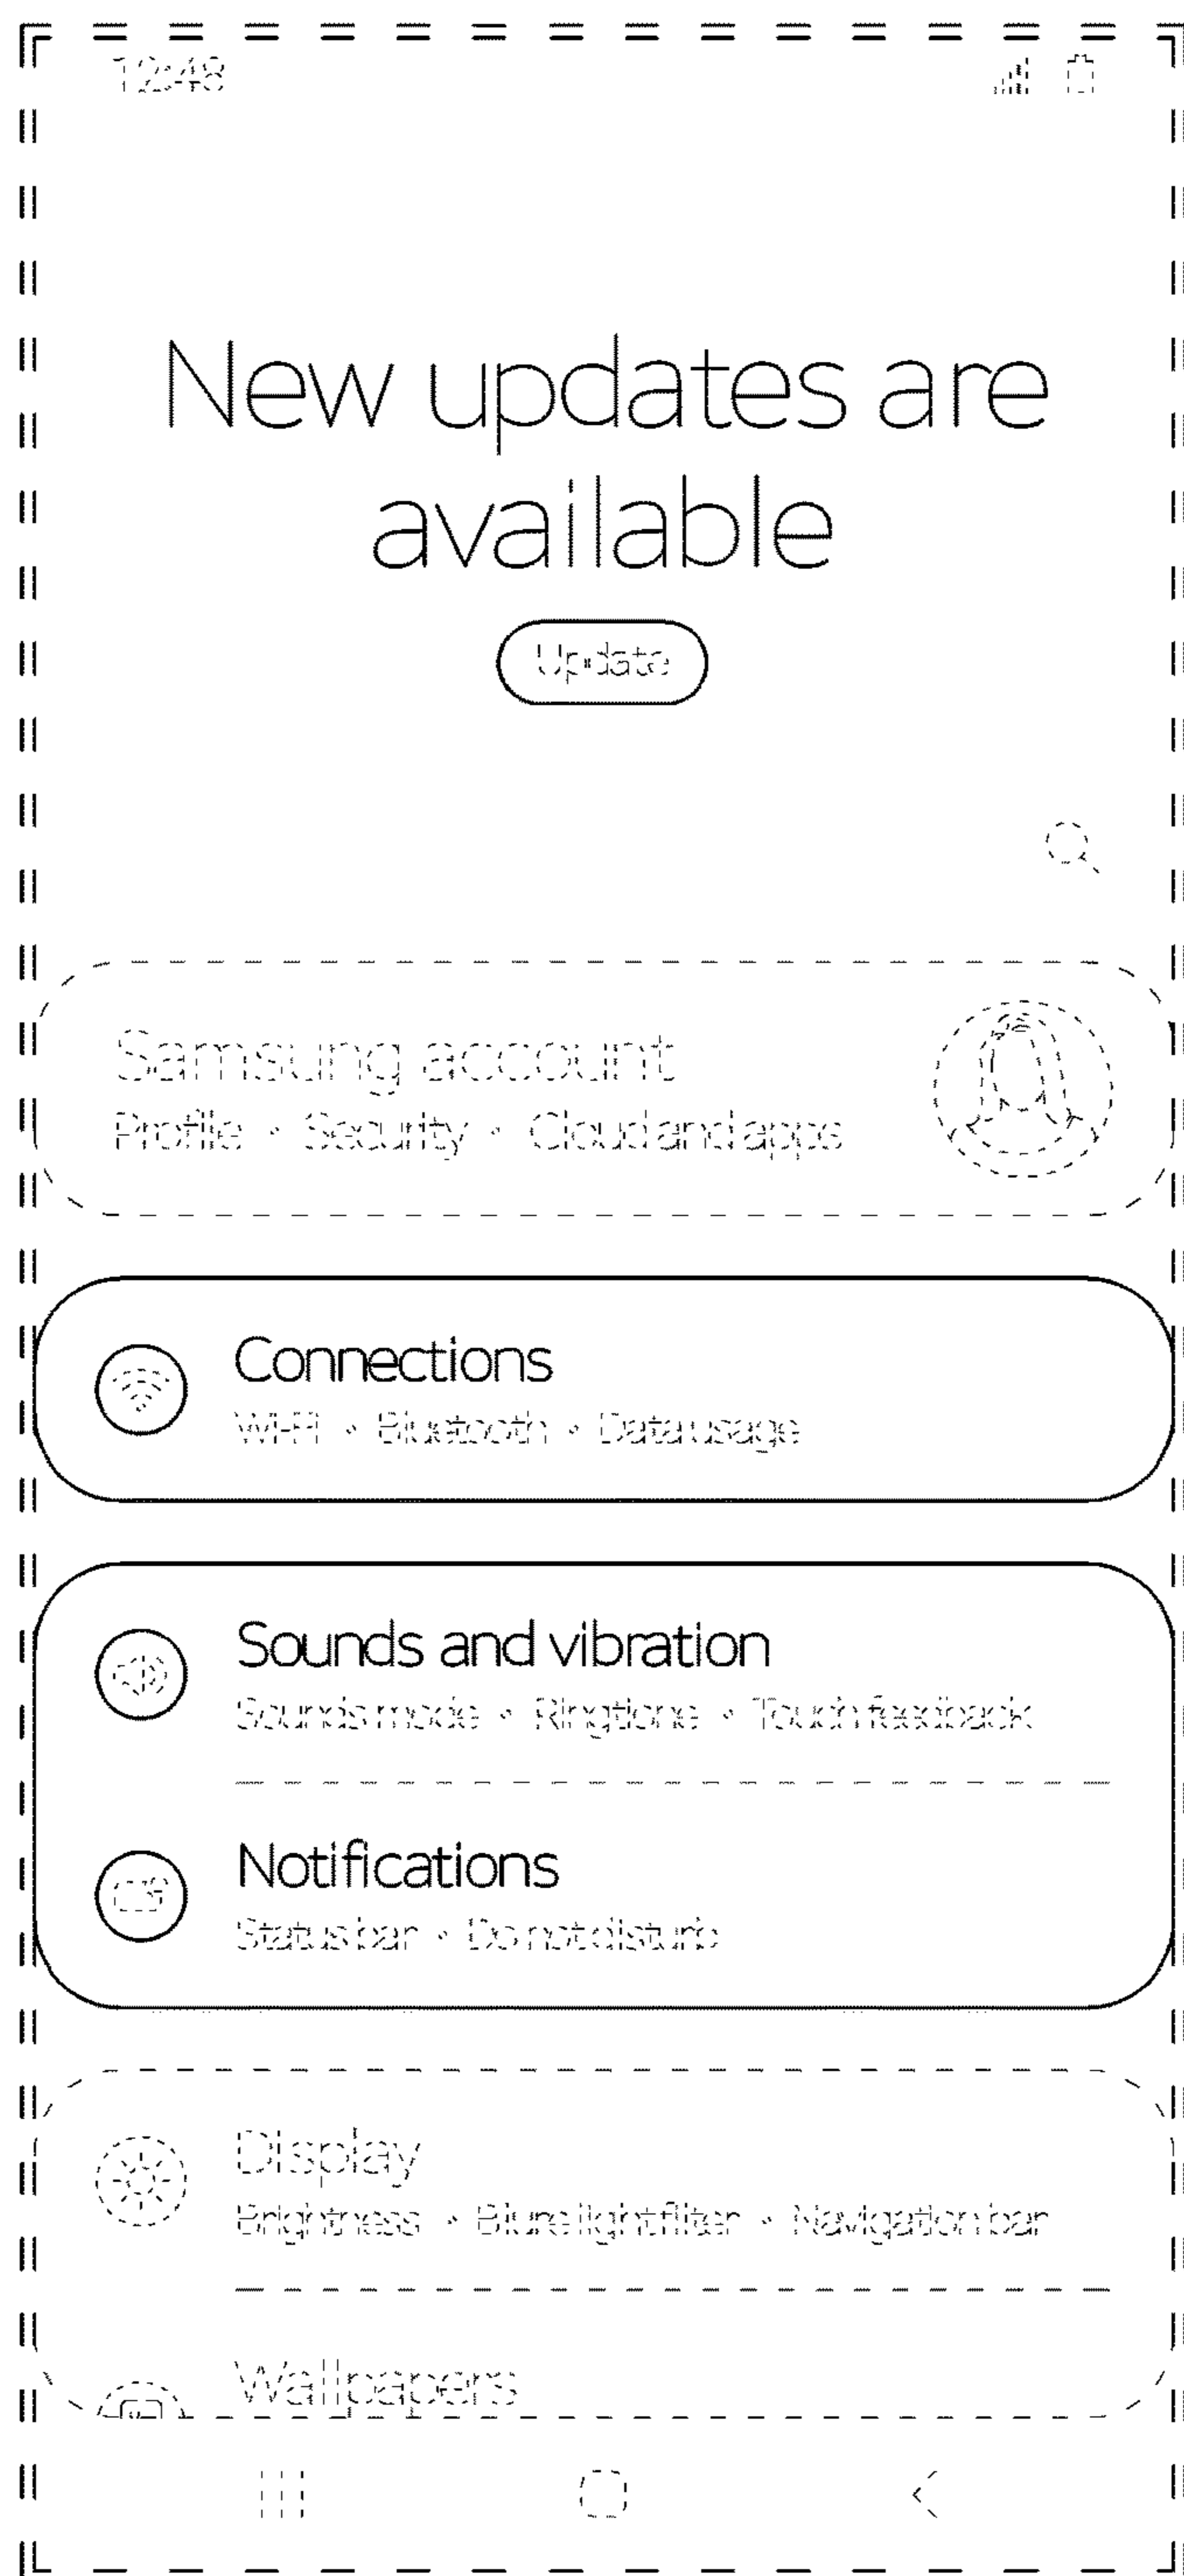 12:48
New updates are
available
Update
Samsung account
Profile • Security • Cloud and apps
Connections
Wi-Fi • Bluetooth • Data usage
Sounds and vibration
Sounds mode • Ringtione • Touch feedback
Notifications
Status bar • Do not disturb
Display
Brightness • Blure light filter • Navigation bar
Wallpapers